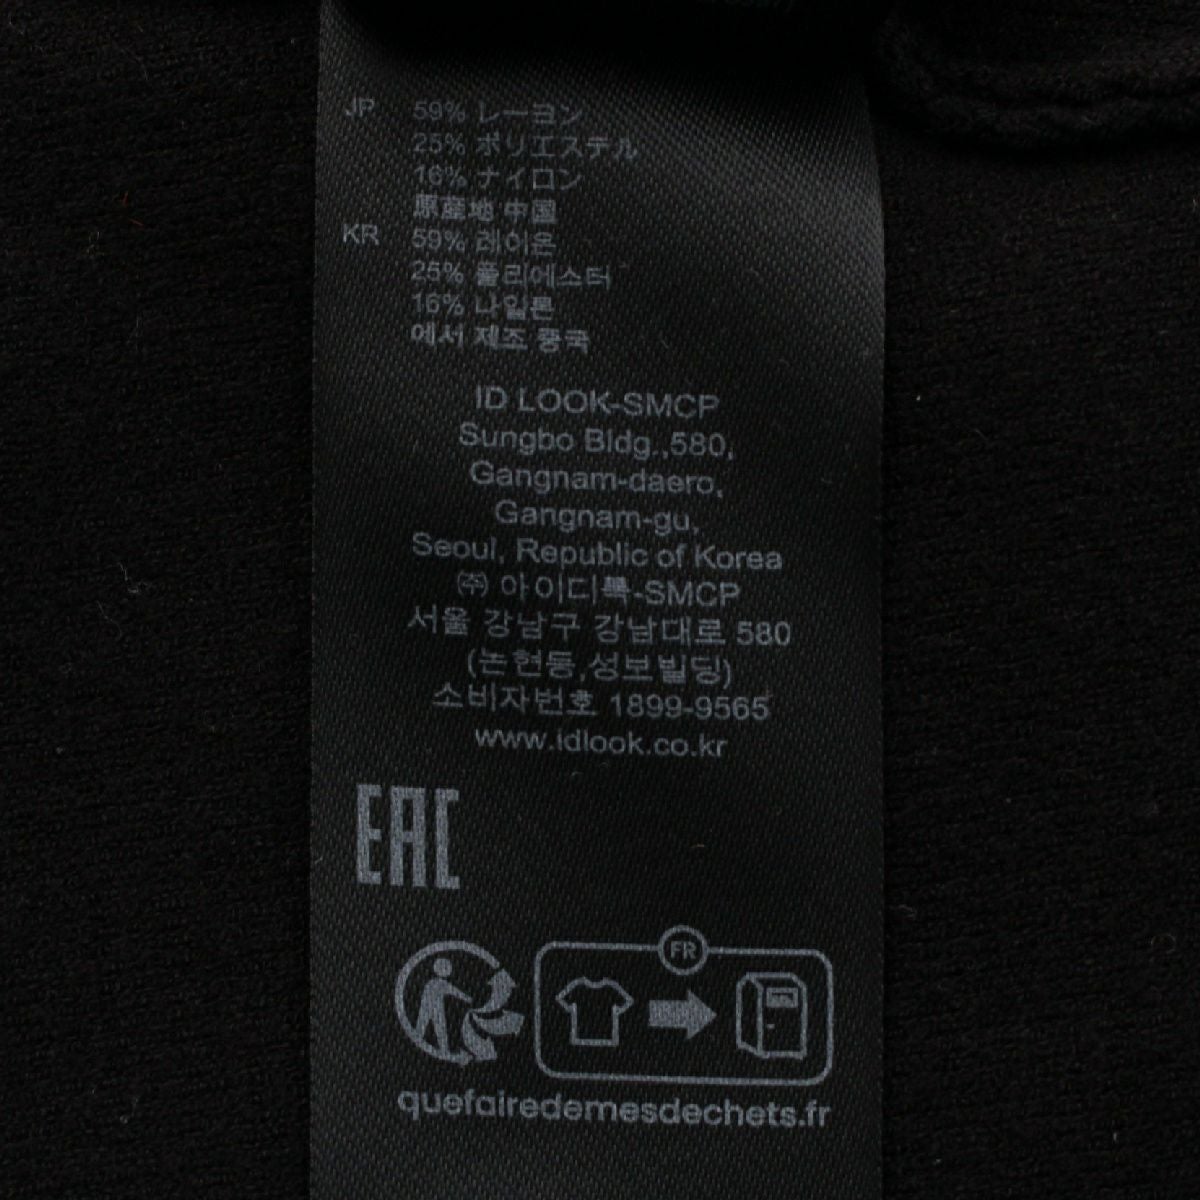 JP 59% レーヨン
25% ポリエステル
16% ナイロン
原産地 中国
KR 59% 레이온
25% 폴리에스터
16% 나일론
에서 제조 중국
ID LOOK-SMCP
Sungbo Bldg.,580,
Gangnam-daero,
Gangnam-gu,
Seoul, Republic of Korea
㈜ 아이디룩-SMCP
서울 강남구 강남대로 580
(논현동,성보빌딩)
소비자번호 1899-9565
www.idlook.co.kr
EAC
FR
quefairedemesdechets.fr